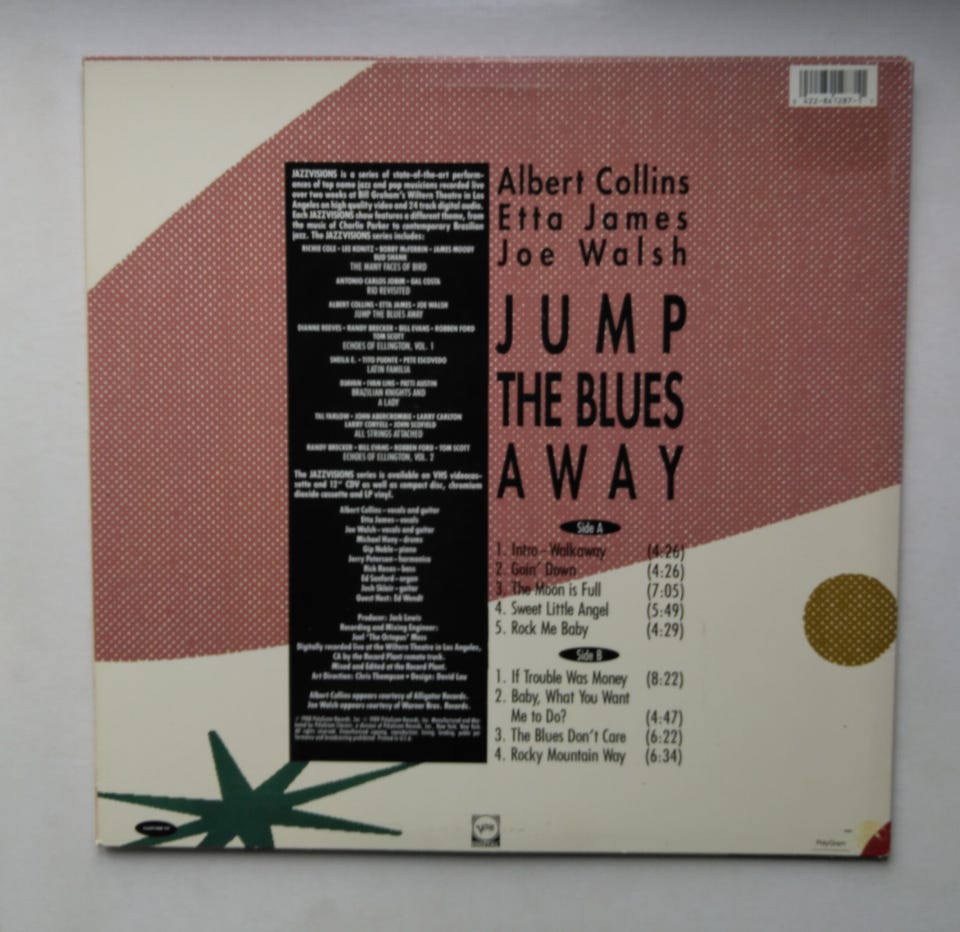 JAZZVISIONS is a series of state-of-the-art perform-
ances of top name jazz and pop musicians recorded live
over two weeks at Bill Graham's Wiltern Theatre in Los
Angeles on high quality video and 24 track digital audio.
Each JAZZVISIONS show features a different theme, from
the music of Charlie Parker to contemporary Brazilian
jazz. The JAZZVISIONS series includes:
RICHIE COLE • LEE KONITZ • BOBBY McFERRIN • JAMES MOODY
BUD SHANK
THE MANY FACES OF BIRD
ANTONIO CARLOS JOBIM • GAL COSTA
RIO REVISITED
ALBERT COLLINS • ETTA JAMES • JOE WALSH
JUMP THE BLUES AWAY
DIANNE REEVES • RANDY BRECKER • BILL EVANS • ROBBEN FORD
TOM SCOTT
ECHOES OF ELLINGTON, VOL. 1
SHEILA E. • TITO PUENTE • PETE ESCOVEDO
LATIN FAMILIA
DJAVAN • IVAN LINS • PATTI AUSTIN
BRAZILIAN KNIGHTS AND
A LADY
TAL FARLOW • JOHN ABERCROMBIE • LARRY CARLTON
LARRY CORYELL • JOHN SCOFIELD
ALL STRINGS ATTACHED
RANDY BRECKER • BILL EVANS • ROBBEN FORD • TOM SCOTT
ECHOES OF ELLINGTON, VOL. 2
The JAZZVISIONS series is available on VHS videocas-
sette and 12" CDV as well as compact disc, chromium
dioxide cassette and LP vinyl.
Albert Collins – vocals and guitar
Etta James – vocals
Joe Walsh – vocals and guitar
Michael Huey – drums
Gip Noble – piano
Jerry Peterson – harmonica
Rick Rosas – bass
Ed Sanford – organ
Josh Sklair – guitar
Guest Host: Ed Wendt
Producer: Jack Lewis
Recording and Mixing Engineer:
Joel "The Octopus" Moss
Digitally recorded live at the Wiltern Theatre in Los Angeles,
CA by the Record Plant remote truck.
Mixed and Edited at the Record Plant.
Art Direction: Chris Thompson • Design: David Lau
Albert Collins appears courtesy of Alligator Records.
Joe Walsh appears courtesy of Warner Bros. Records.
Albert Collins
Etta James
Joe Walsh
JUMP
THE BLUES
AWAY
Side A
1. Intro – Walkaway (4:26)
2. Goin' Down (4:26)
3. The Moon is Full (7:05)
4. Sweet Little Angel (5:49)
5. Rock Me Baby (4:29)
Side B
1. If Trouble Was Money (8:22)
2. Baby, What You Want
Me to Do? (4:47)
3. The Blues Don't Care (6:22)
4. Rocky Mountain Way (6:34)
Verve
PolyGram